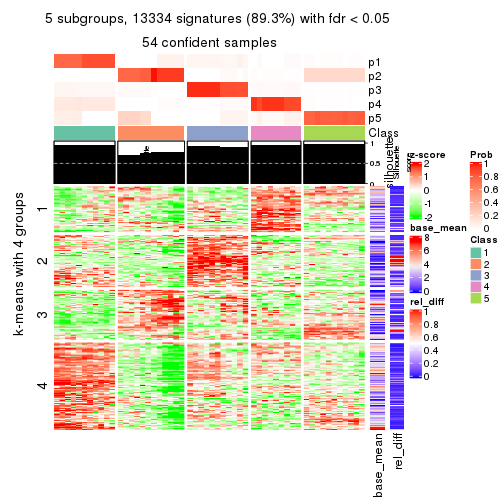 5 subgroups, 13334 signatures (89.3%) with fdr < 0.05
54 confident samples
p1
p2
p3
p4
p5
Class
1
0.5
0
silhouettes
Silhouette
k-means with 4 groups
1
2
3
4
base_mean
rel_diff
z-score
2
1
0
-1
-2
base_mean
8
6
4
2
0
rel_diff
1
0.8
0.6
0.4
0.2
0
Prob
1
0.8
0.6
0.4
0.2
0
Class
1
2
3
4
5